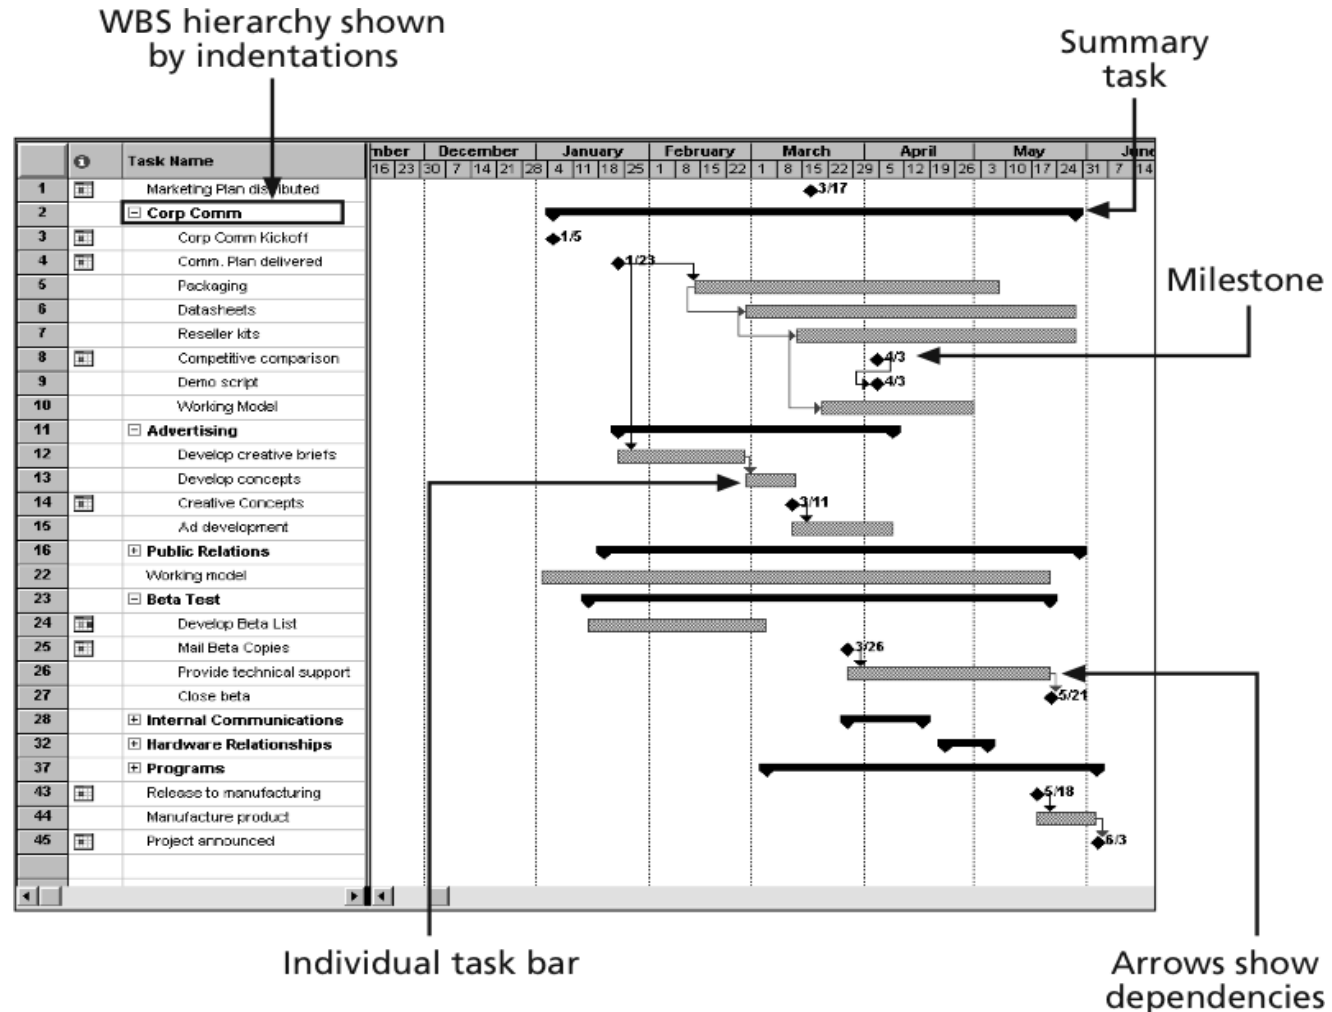 WBS hierarchy shown
by indentations
Summary
task
Task Name
mber December January February March April May June
16 23 30 7 14 21 28 4 11 18 25 1 8 15 22 1 8 15 22 29 5 12 19 26 3 10 17 24 31 7 14
1 Marketing Plan distributed 3/17
2 Corp Comm
3 Corp Comm Kickoff 1/5
4 Comm. Plan delivered 1/23
5 Packaging
6 Datasheets
7 Reseller kits
8 Competitive comparison 4/3
9 Demo script 4/3
10 Working Model
11 Advertising
12 Develop creative briefs
13 Develop concepts
14 Creative Concepts 3/11
15 Ad development
16 Public Relations
22 Working model
23 Beta Test
24 Develop Beta List
25 Mail Beta Copies 3/26
26 Provide technical support
27 Close beta 5/21
28 Internal Communications
32 Hardware Relationships
37 Programs
43 Release to manufacturing 5/18
44 Manufacture product
45 Project announced 6/3
Milestone
Individual task bar
Arrows show
dependencies